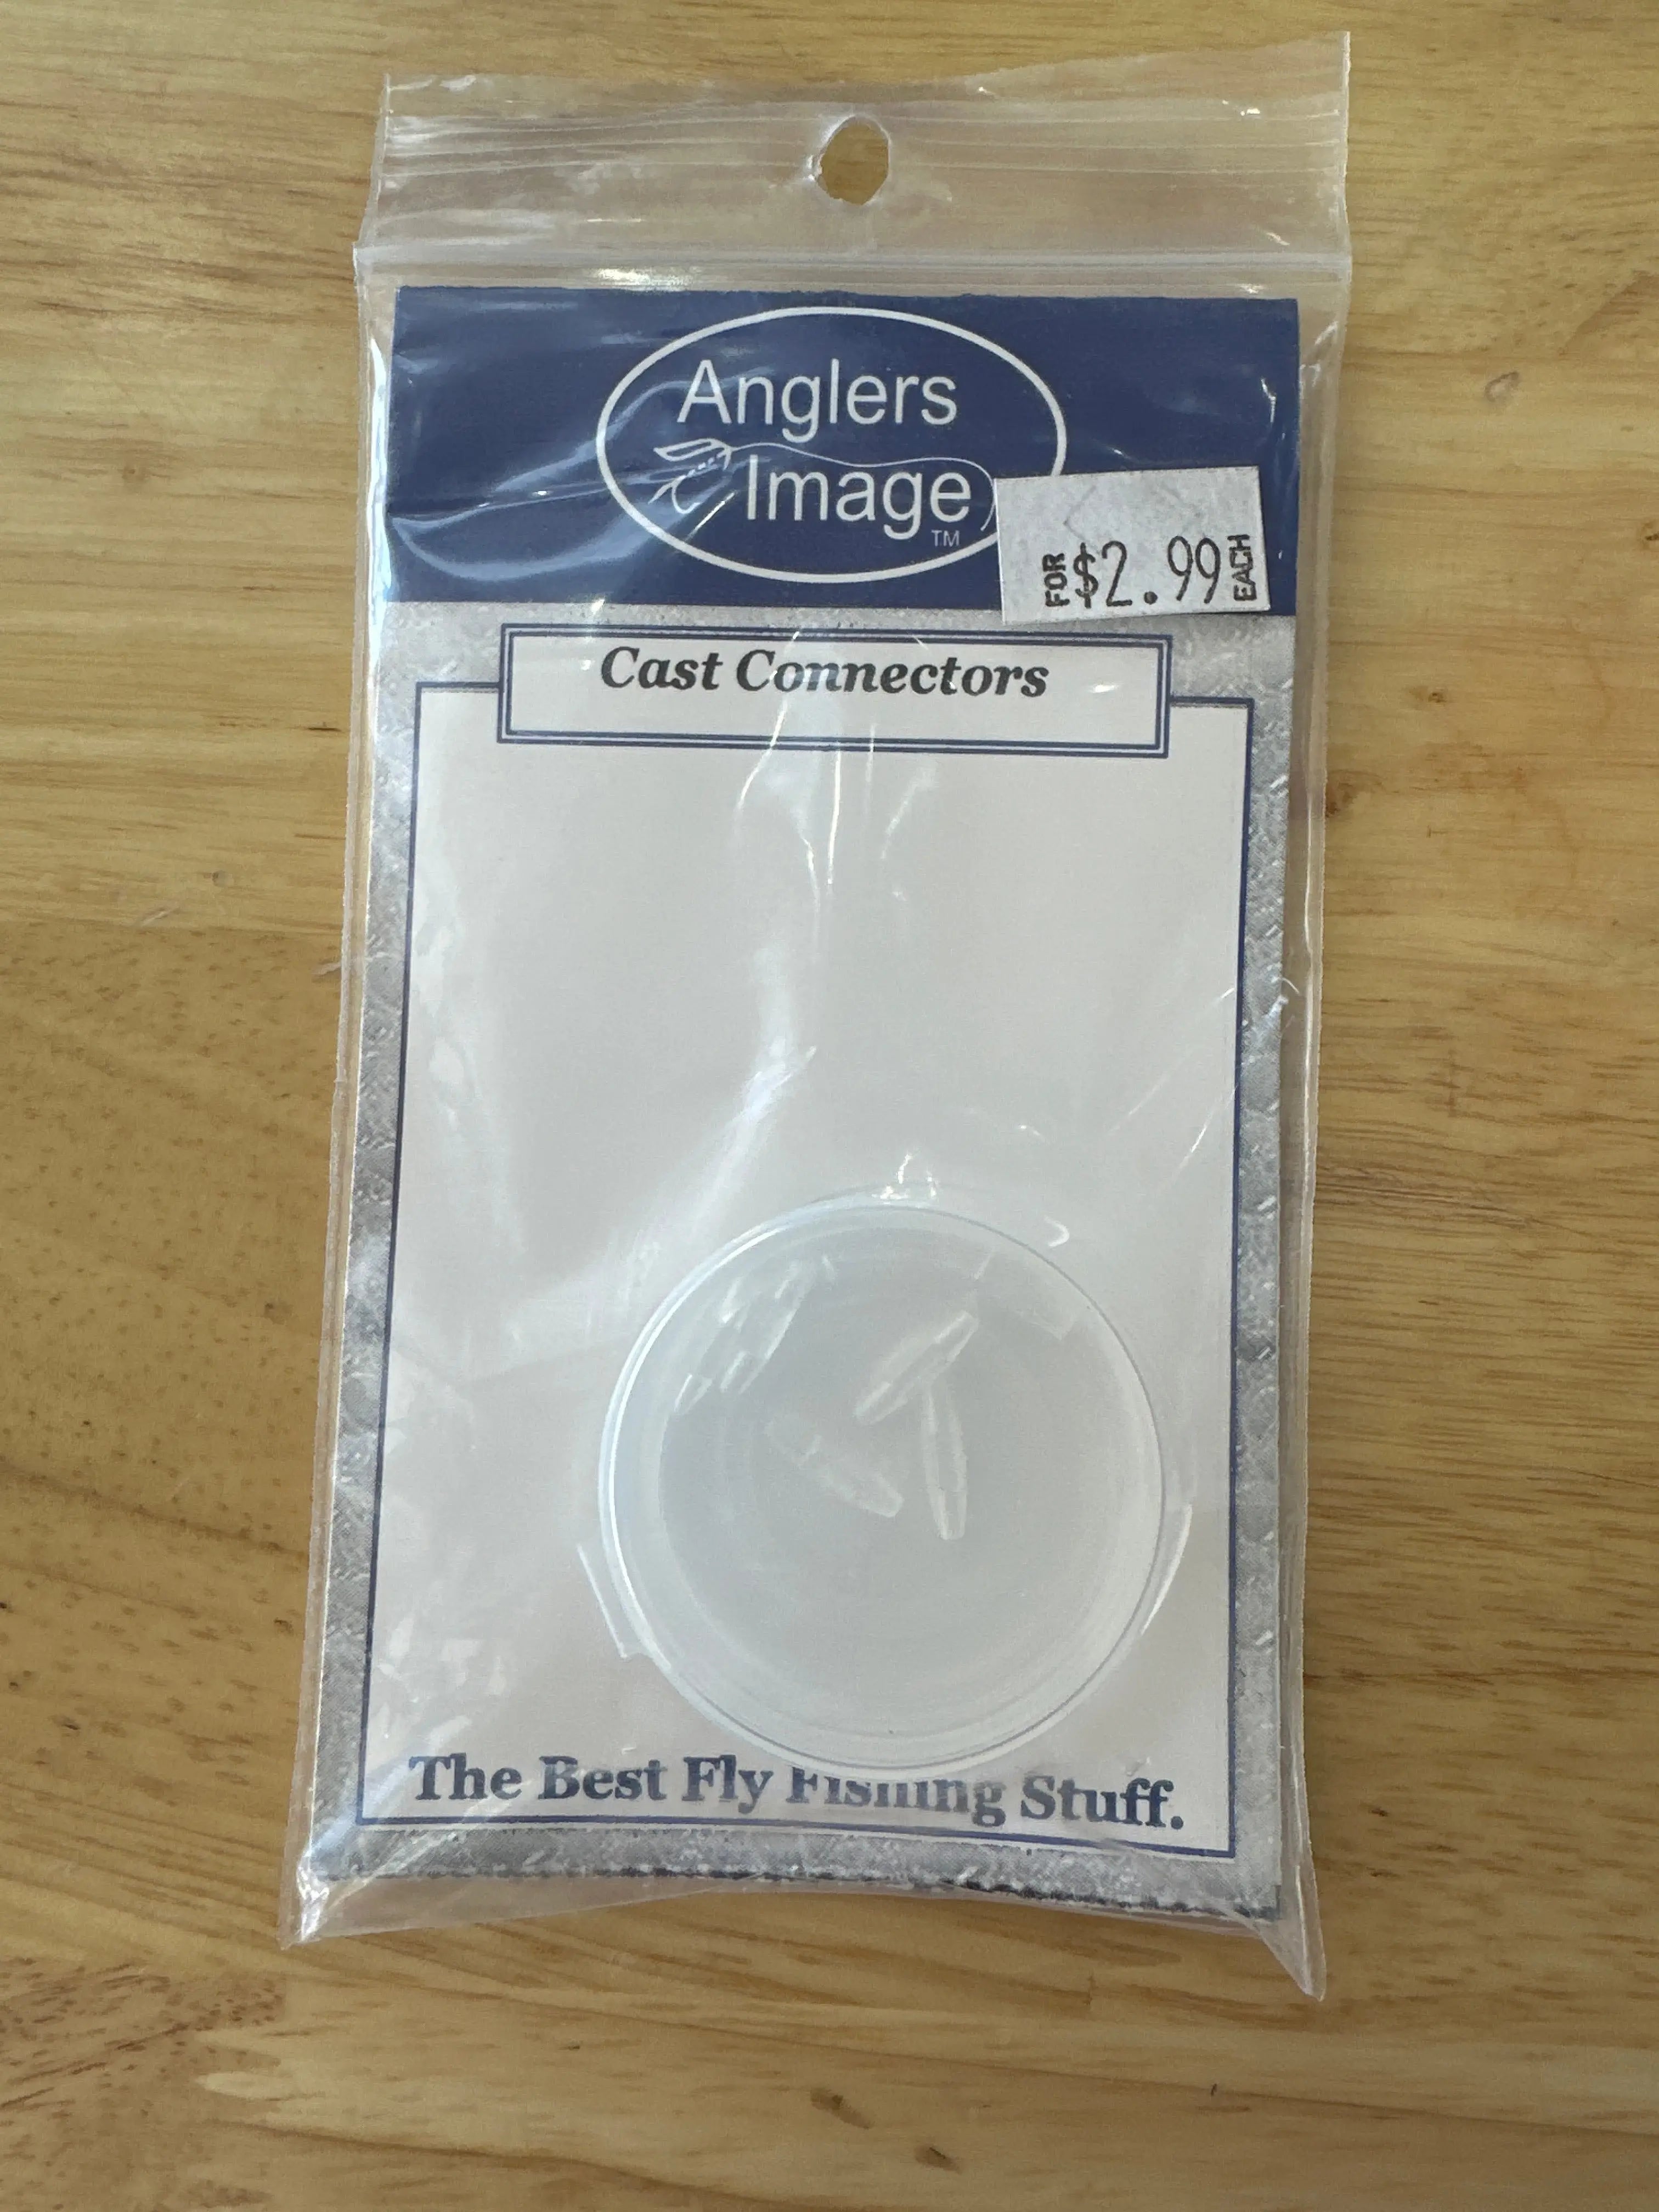 Anglers
Image
TM
FOR $2.99 EACH
Cast Connectors
The Best Fly Fishing Stuff.